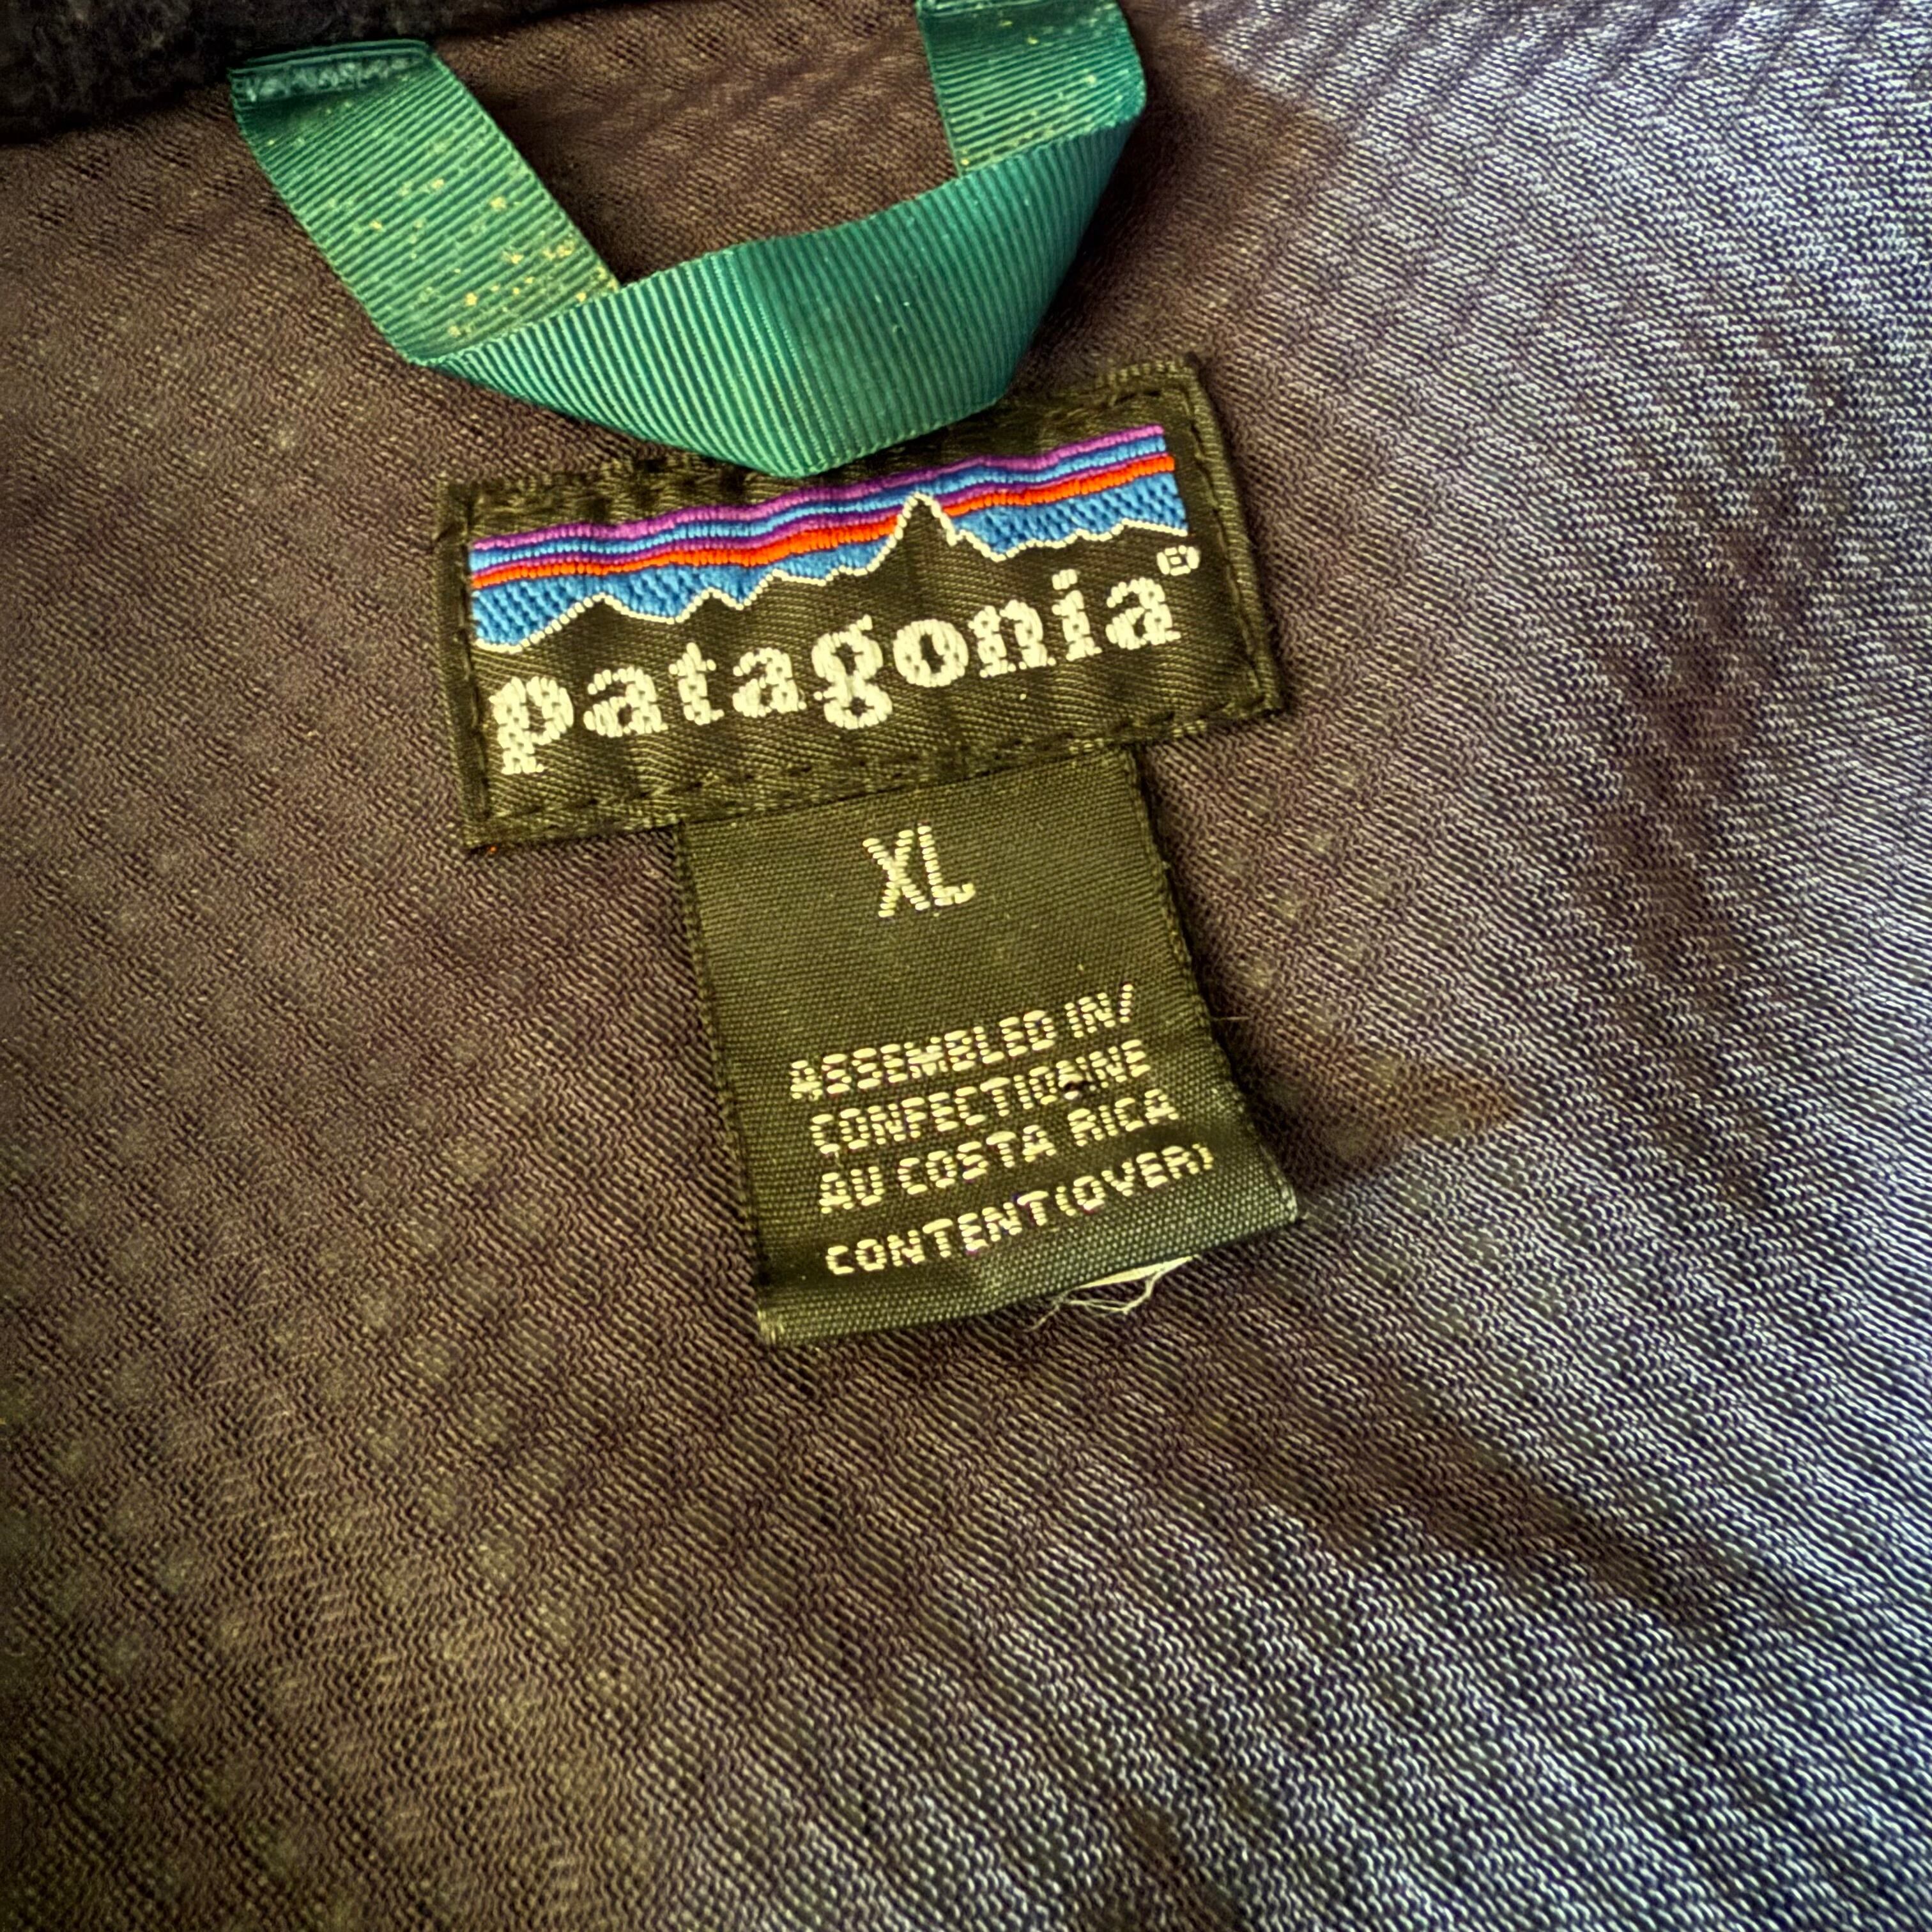 patagonia®
XL
ASSEMBLED IN/
CONFECTIONNE
AU COSTA RICA
CONTENT(OVER)